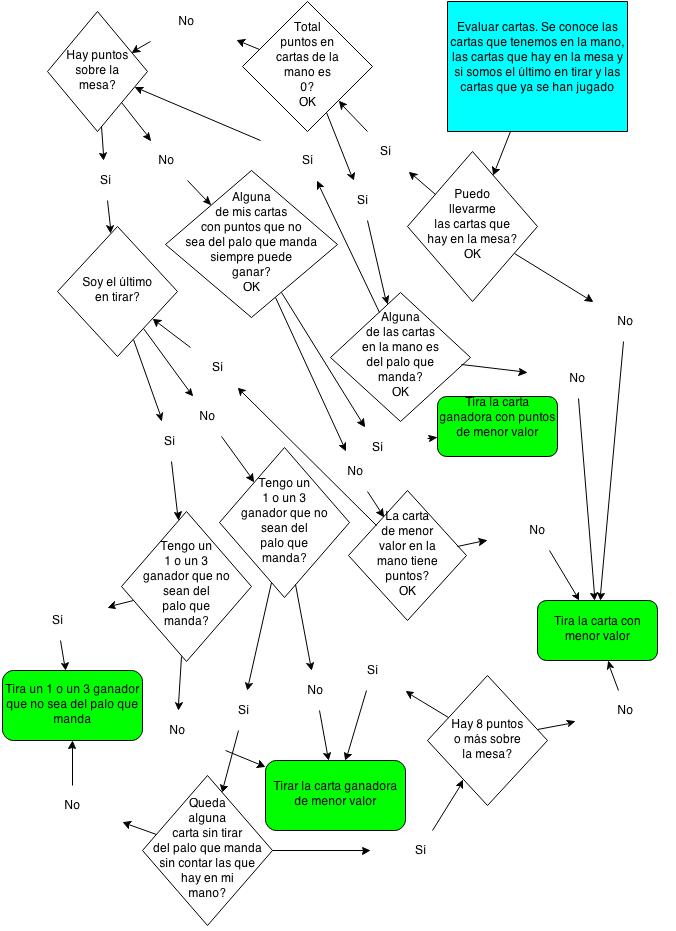 No
Total
puntos en
cartas de la
mano es
0?
OK
Evaluar cartas. Se conoce las
cartas que tenemos en la mano,
las cartas que hay en la mesa y
si somos el último en tirar y las
cartas que ya se han jugado
Hay puntos
sobre la
mesa?
No
Si
Si
Si
Si
Alguna
de mis cartas
con puntos que no
sea del palo que manda
siempre puede
ganar?
OK
Puedo
llevarme
las cartas que
hay en la mesa?
OK
Soy el último
en tirar?
No
Alguna
de las cartas
en la mano es
del palo que
manda?
OK
Si
No
No
Tira la carta
ganadora con puntos
de menor valor
Si
Si
No
Tengo un
1 o un 3
ganador que no
sean del
palo que
manda?
La carta
de menor
valor en la
mano tiene
puntos?
OK
No
Tengo un
1 o un 3
ganador que no
sean del
palo que
manda?
Si
Tira la carta con
menor valor
Tira un 1 o un 3 ganador
que no sea del palo que
manda
Si
No
Si
No
Hay 8 puntos
o más sobre
la mesa?
No
Tirar la carta ganadora
de menor valor
No
Queda
alguna
carta sin tirar
del palo que manda
sin contar las que
hay en mi
mano?
Si